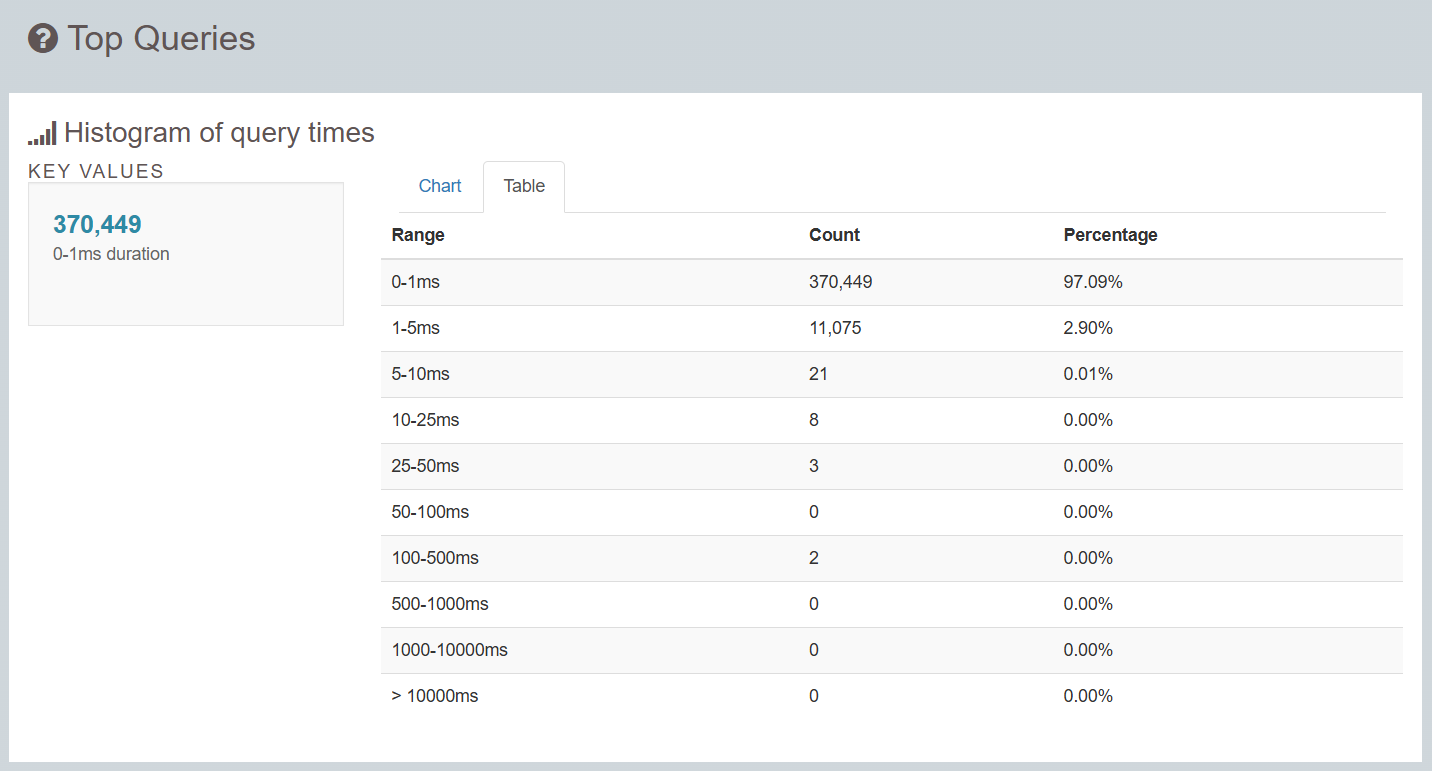 Top Queries
Histogram of query times
KEY VALUES
370,449
0-1ms duration
Chart Table
Range Count Percentage
0-1ms 370,449 97.09%
1-5ms 11,075 2.90%
5-10ms 21 0.01%
10-25ms 8 0.00%
25-50ms 3 0.00%
50-100ms 0 0.00%
100-500ms 2 0.00%
500-1000ms 0 0.00%
1000-10000ms 0 0.00%
> 10000ms 0 0.00%